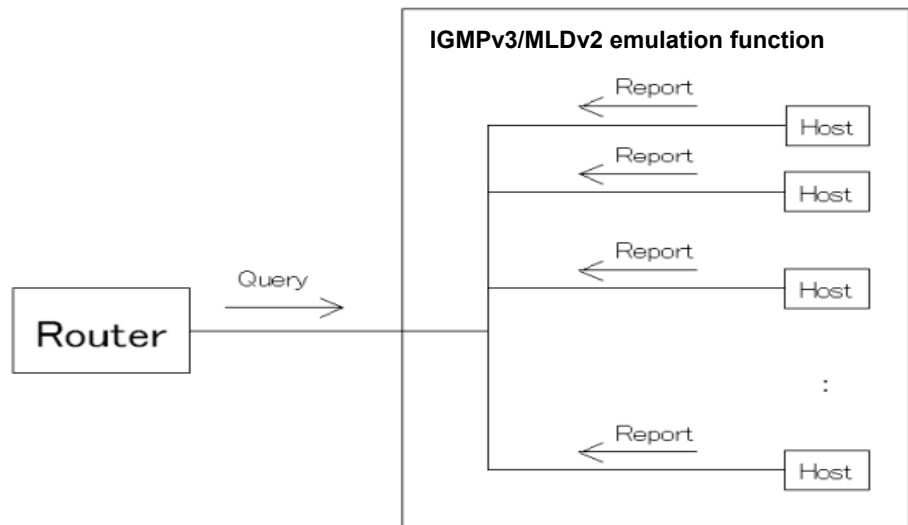 IGMPv3/MLDv2 emulation function
Report
Host
Report
Host
Query
Report
Host
Router
:
Report
Host